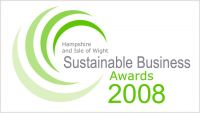 Hampshire
and Isle of Wight
Sustainable Business
Awards
2008